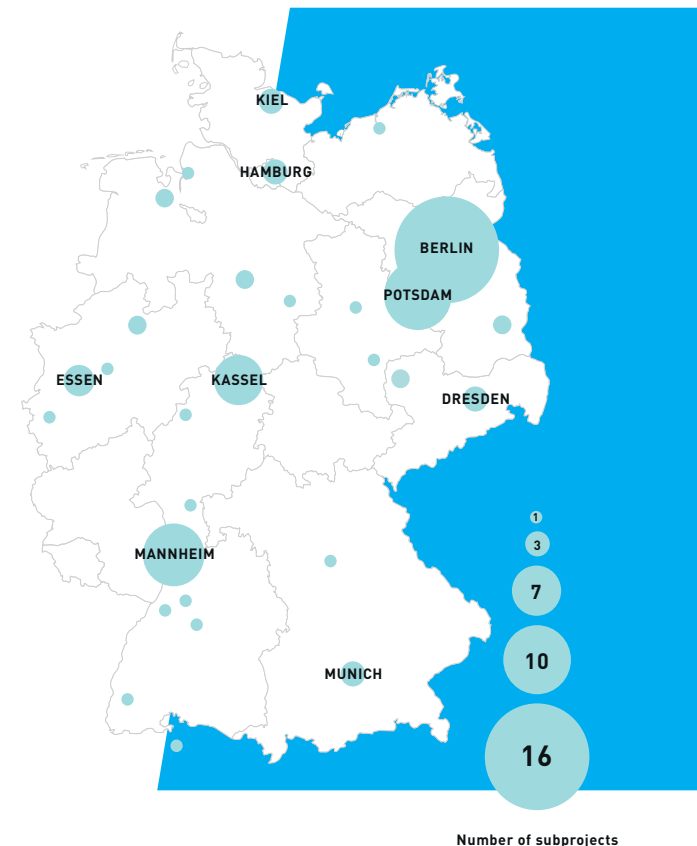 KIEL
HAMBURG
BERLIN
POTSDAM
ESSEN
KASSEL
DRESDEN
MANNHEIM
MUNICH
1
3
7
10
16
Number of subprojects